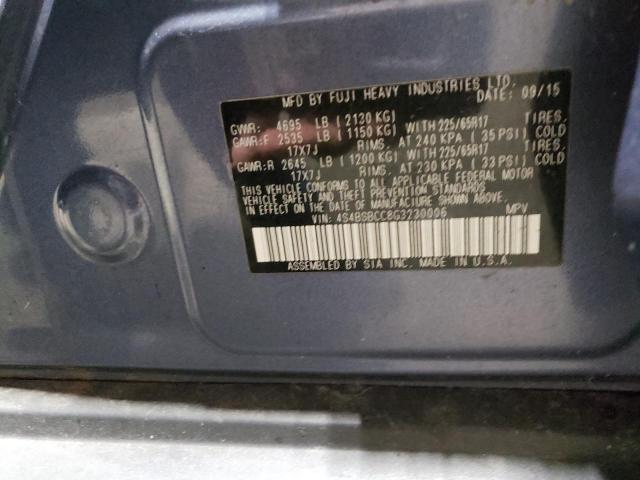 MFD BY FUJI HEAVY INDUSTRIES LTD.
DATE: 09/15
GVWR: 4695 LB (2130 KG)
GAWR:F 2535 LB (1150 KG) WITH 225/65R17 TIRES,
17X7J RIMS, AT 240 KPA (35 PSI) COLD
GAWR:R 2645 LB (1200 KG) WITH 225/65R17 TIRES,
17X7J RIMS, AT 230 KPA (33 PSI) COLD
THIS VEHICLE CONFORMS TO ALL APPLICABLE FEDERAL MOTOR
VEHICLE SAFETY AND THEFT PREVENTION STANDARDS
IN EFFECT ON THE DATE OF MANUFACTURE SHOWN ABOVE.
VIN: 4S4BSBCC8G3230006 MPV
ASSEMBLED BY SIA INC. MADE IN U.S.A.